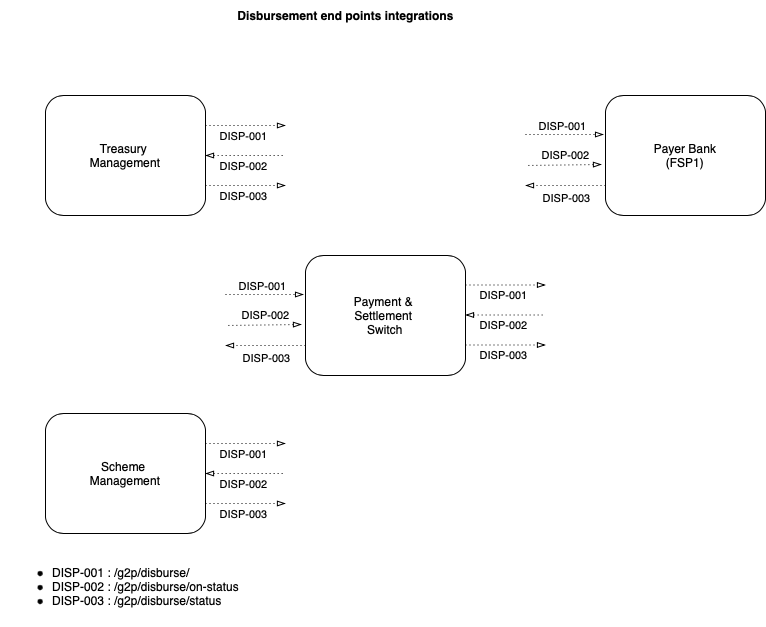 Disbursement end points integrations
Treasury
Management
DISP-001
DISP-002
DISP-003
DISP-001
DISP-002
DISP-003
Payer Bank
(FSP1)
DISP-001
DISP-002
DISP-003
Payment &
Settlement
Switch
DISP-001
DISP-002
DISP-003
Scheme
Management
DISP-001
DISP-002
DISP-003
• DISP-001 : /g2p/disburse/
• DISP-002 : /g2p/disburse/on-status
• DISP-003 : /g2p/disburse/status